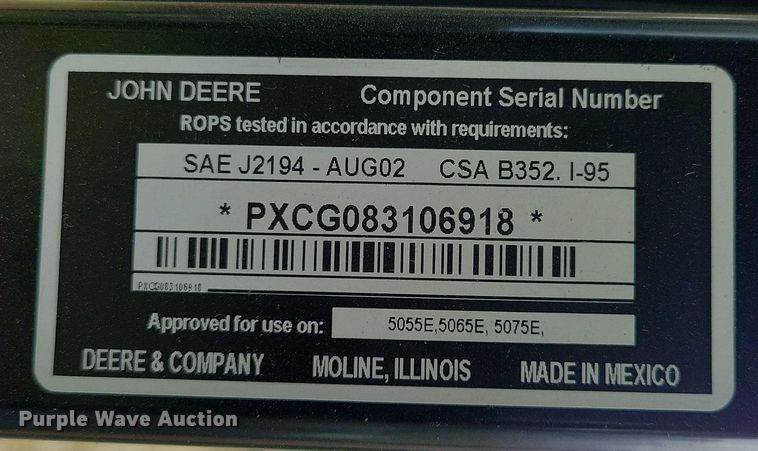 JOHN DEERE Component Serial Number
ROPS tested in accordance with requirements:
SAE J2194 - AUG02 CSA B352. I-95
* PXCG083106918 *
PXCG083106918
Approved for use on: 5055E,5065E, 5075E,
DEERE & COMPANY MOLINE, ILLINOIS MADE IN MEXICO
Purple Wave Auction